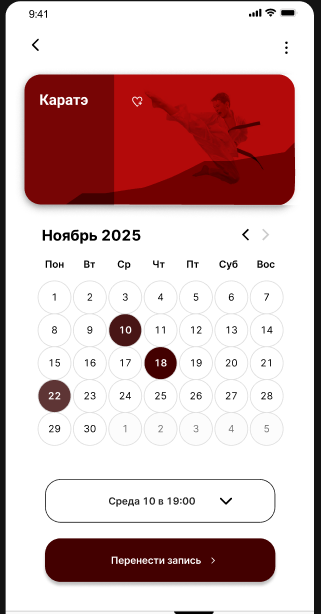 9:41
Каратэ
Ноябрь 2025
Пон Вт Ср Чт Пт Суб Вос
1 2 3 4 5 6 7
8 9 10 11 12 13 14
15 16 17 18 19 20 21
22 23 24 25 26 27 28
29 30 1 2 3 4 5
Среда 10 в 19:00
Перенести запись